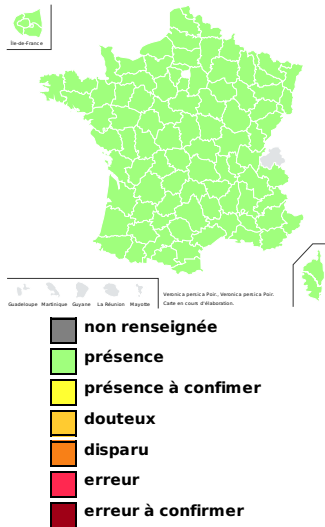 Île-de-France
Guadeloupe Martinique Guyane La Réunion Mayotte
Veronica persica Poir., Veronica persica Poir.
Carte en cours d'élaboration.
non renseignée
présence
présence à confimer
douteux
disparu
erreur
erreur à confirmer